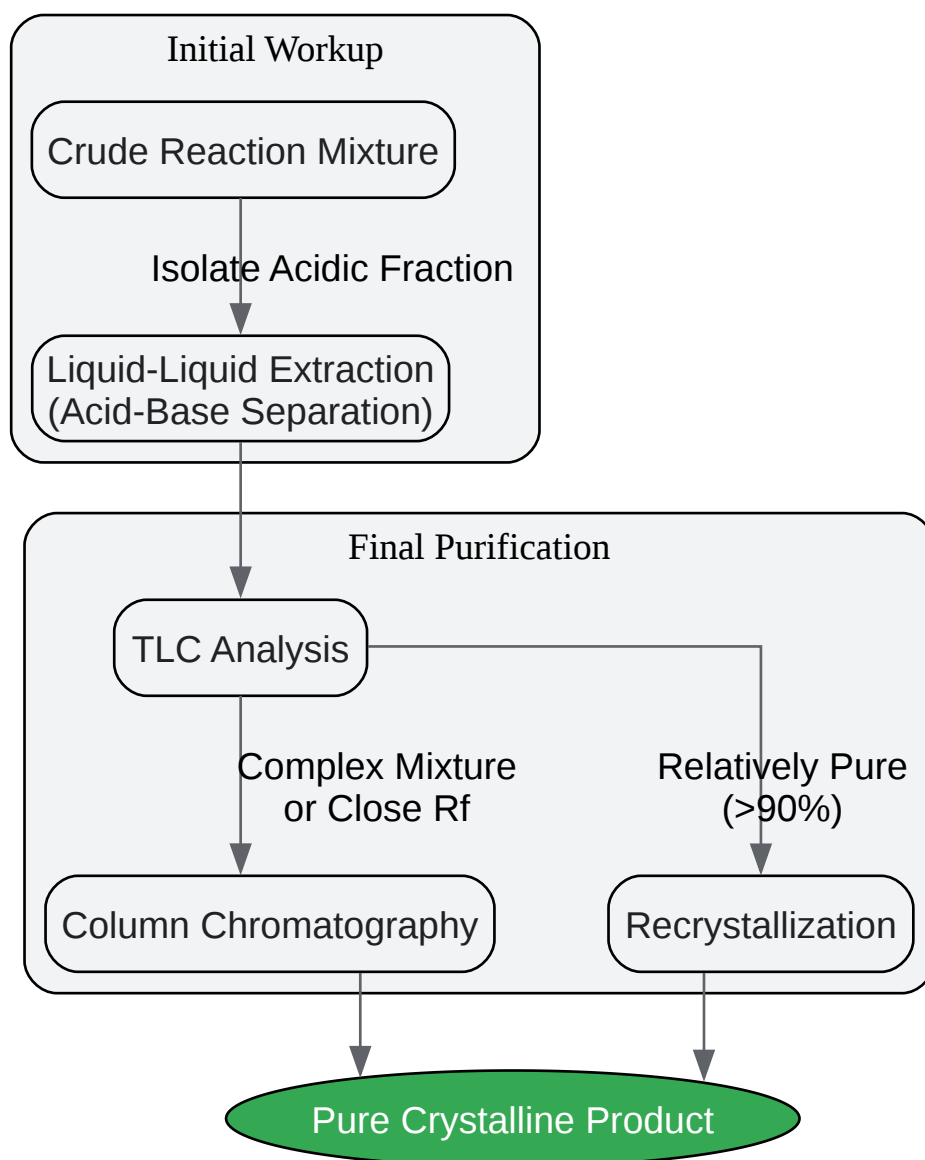 Initial Workup
Crude Reaction Mixture
Isolate Acidic Fraction
Liquid-Liquid Extraction
(Acid-Base Separation)
Final Purification
TLC Analysis
Complex Mixture
or Close Rf
Relatively Pure
(>90%)
Column Chromatography
Recrystallization
Pure Crystalline Product